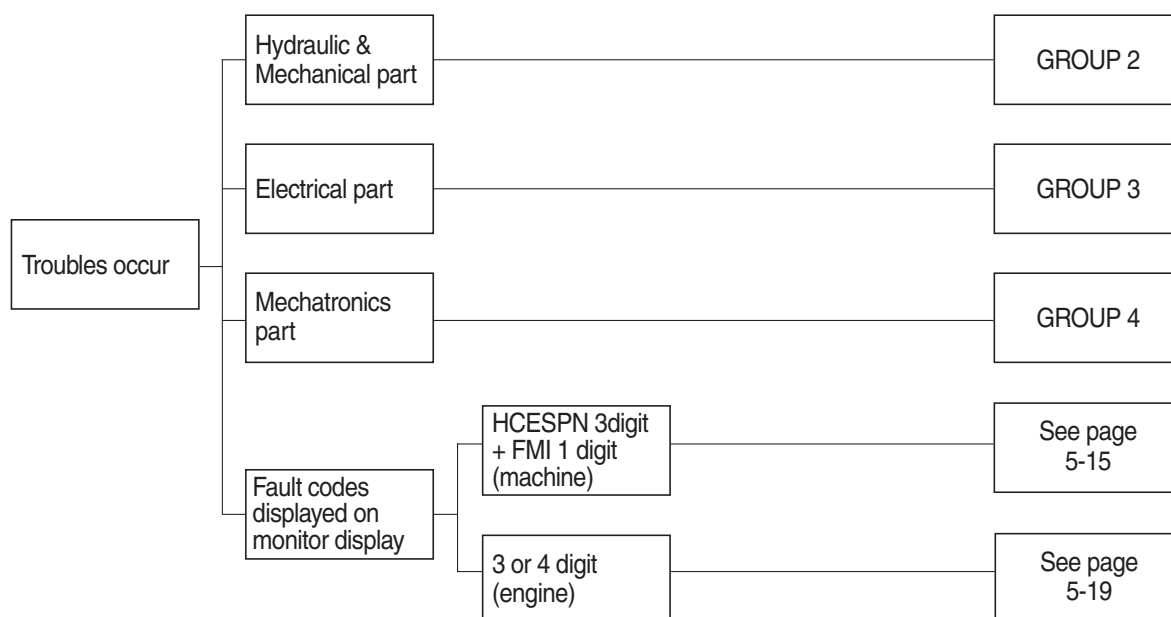 Hydraulic &
Mechanical part
GROUP 2
Electrical part
GROUP 3
Troubles occur
Mechatronics
part
GROUP 4
HCESPN 3digit
+ FMI 1 digit
(machine)
See page
5-15
Fault codes
displayed on
monitor display
3 or 4 digit
(engine)
See page
5-19